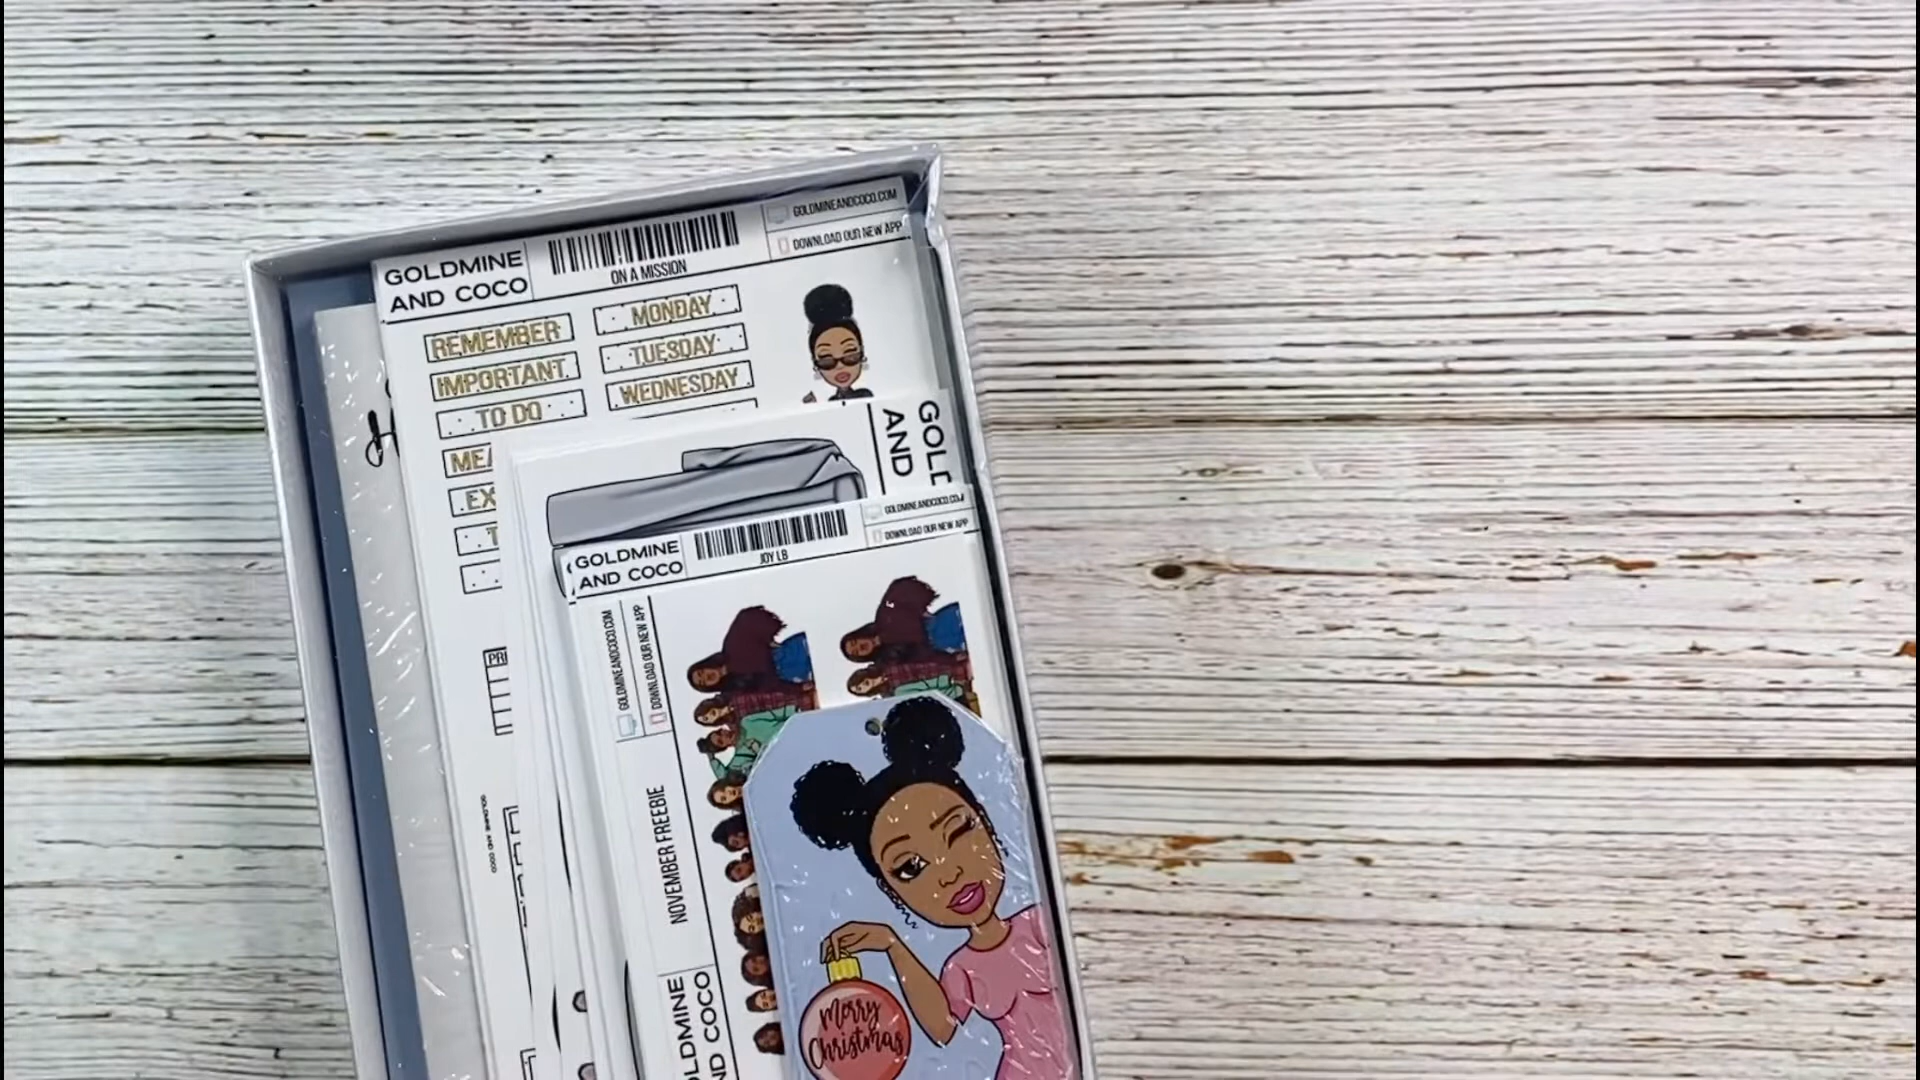 GOLDMINE
AND COCO
ON A MISSION
GOLDMINEANDCOCO.COM
DOWNLOAD OUR NEW APP
REMEMBER
IMPORTANT
TO DO
MONDAY
TUESDAY
WEDNESDAY
GOLDMINE AND COCO
GOLDMINE
AND COCO
JOY LB
GOLDMINEANDCOCO.COM
DOWNLOAD OUR NEW APP
GOLDMINEANDCOCO.COM
DOWNLOAD OUR NEW APP
NOVEMBER FREEBIE
Merry
Christmas